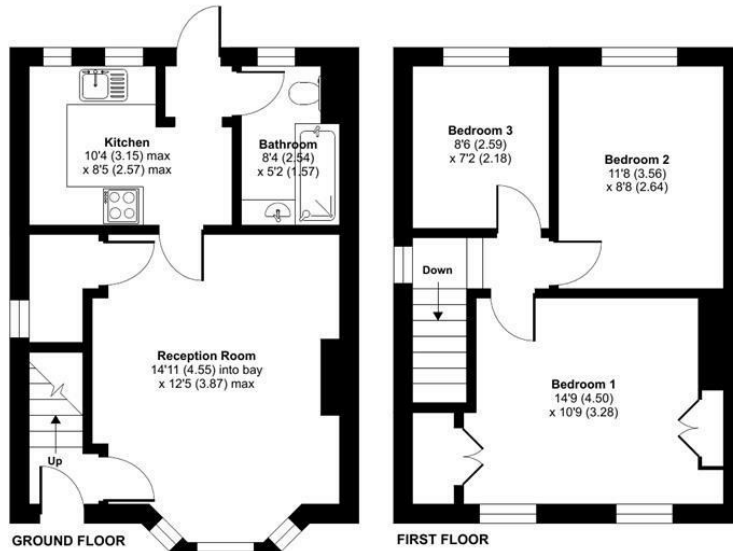 Kitchen
10'4 (3.15) max
x 8'5 (2.57) max
Bathroom
8'4 (2.54)
x 5'2 (1.57)
Reception Room
14'11 (4.55) into bay
x 12'5 (3.87) max
Up
GROUND FLOOR
Bedroom 3
8'6 (2.59)
x 7'2 (2.18)
Bedroom 2
11'8 (3.56)
x 8'8 (2.64)
Down
Bedroom 1
14'9 (4.50)
x 10'9 (3.28)
FIRST FLOOR